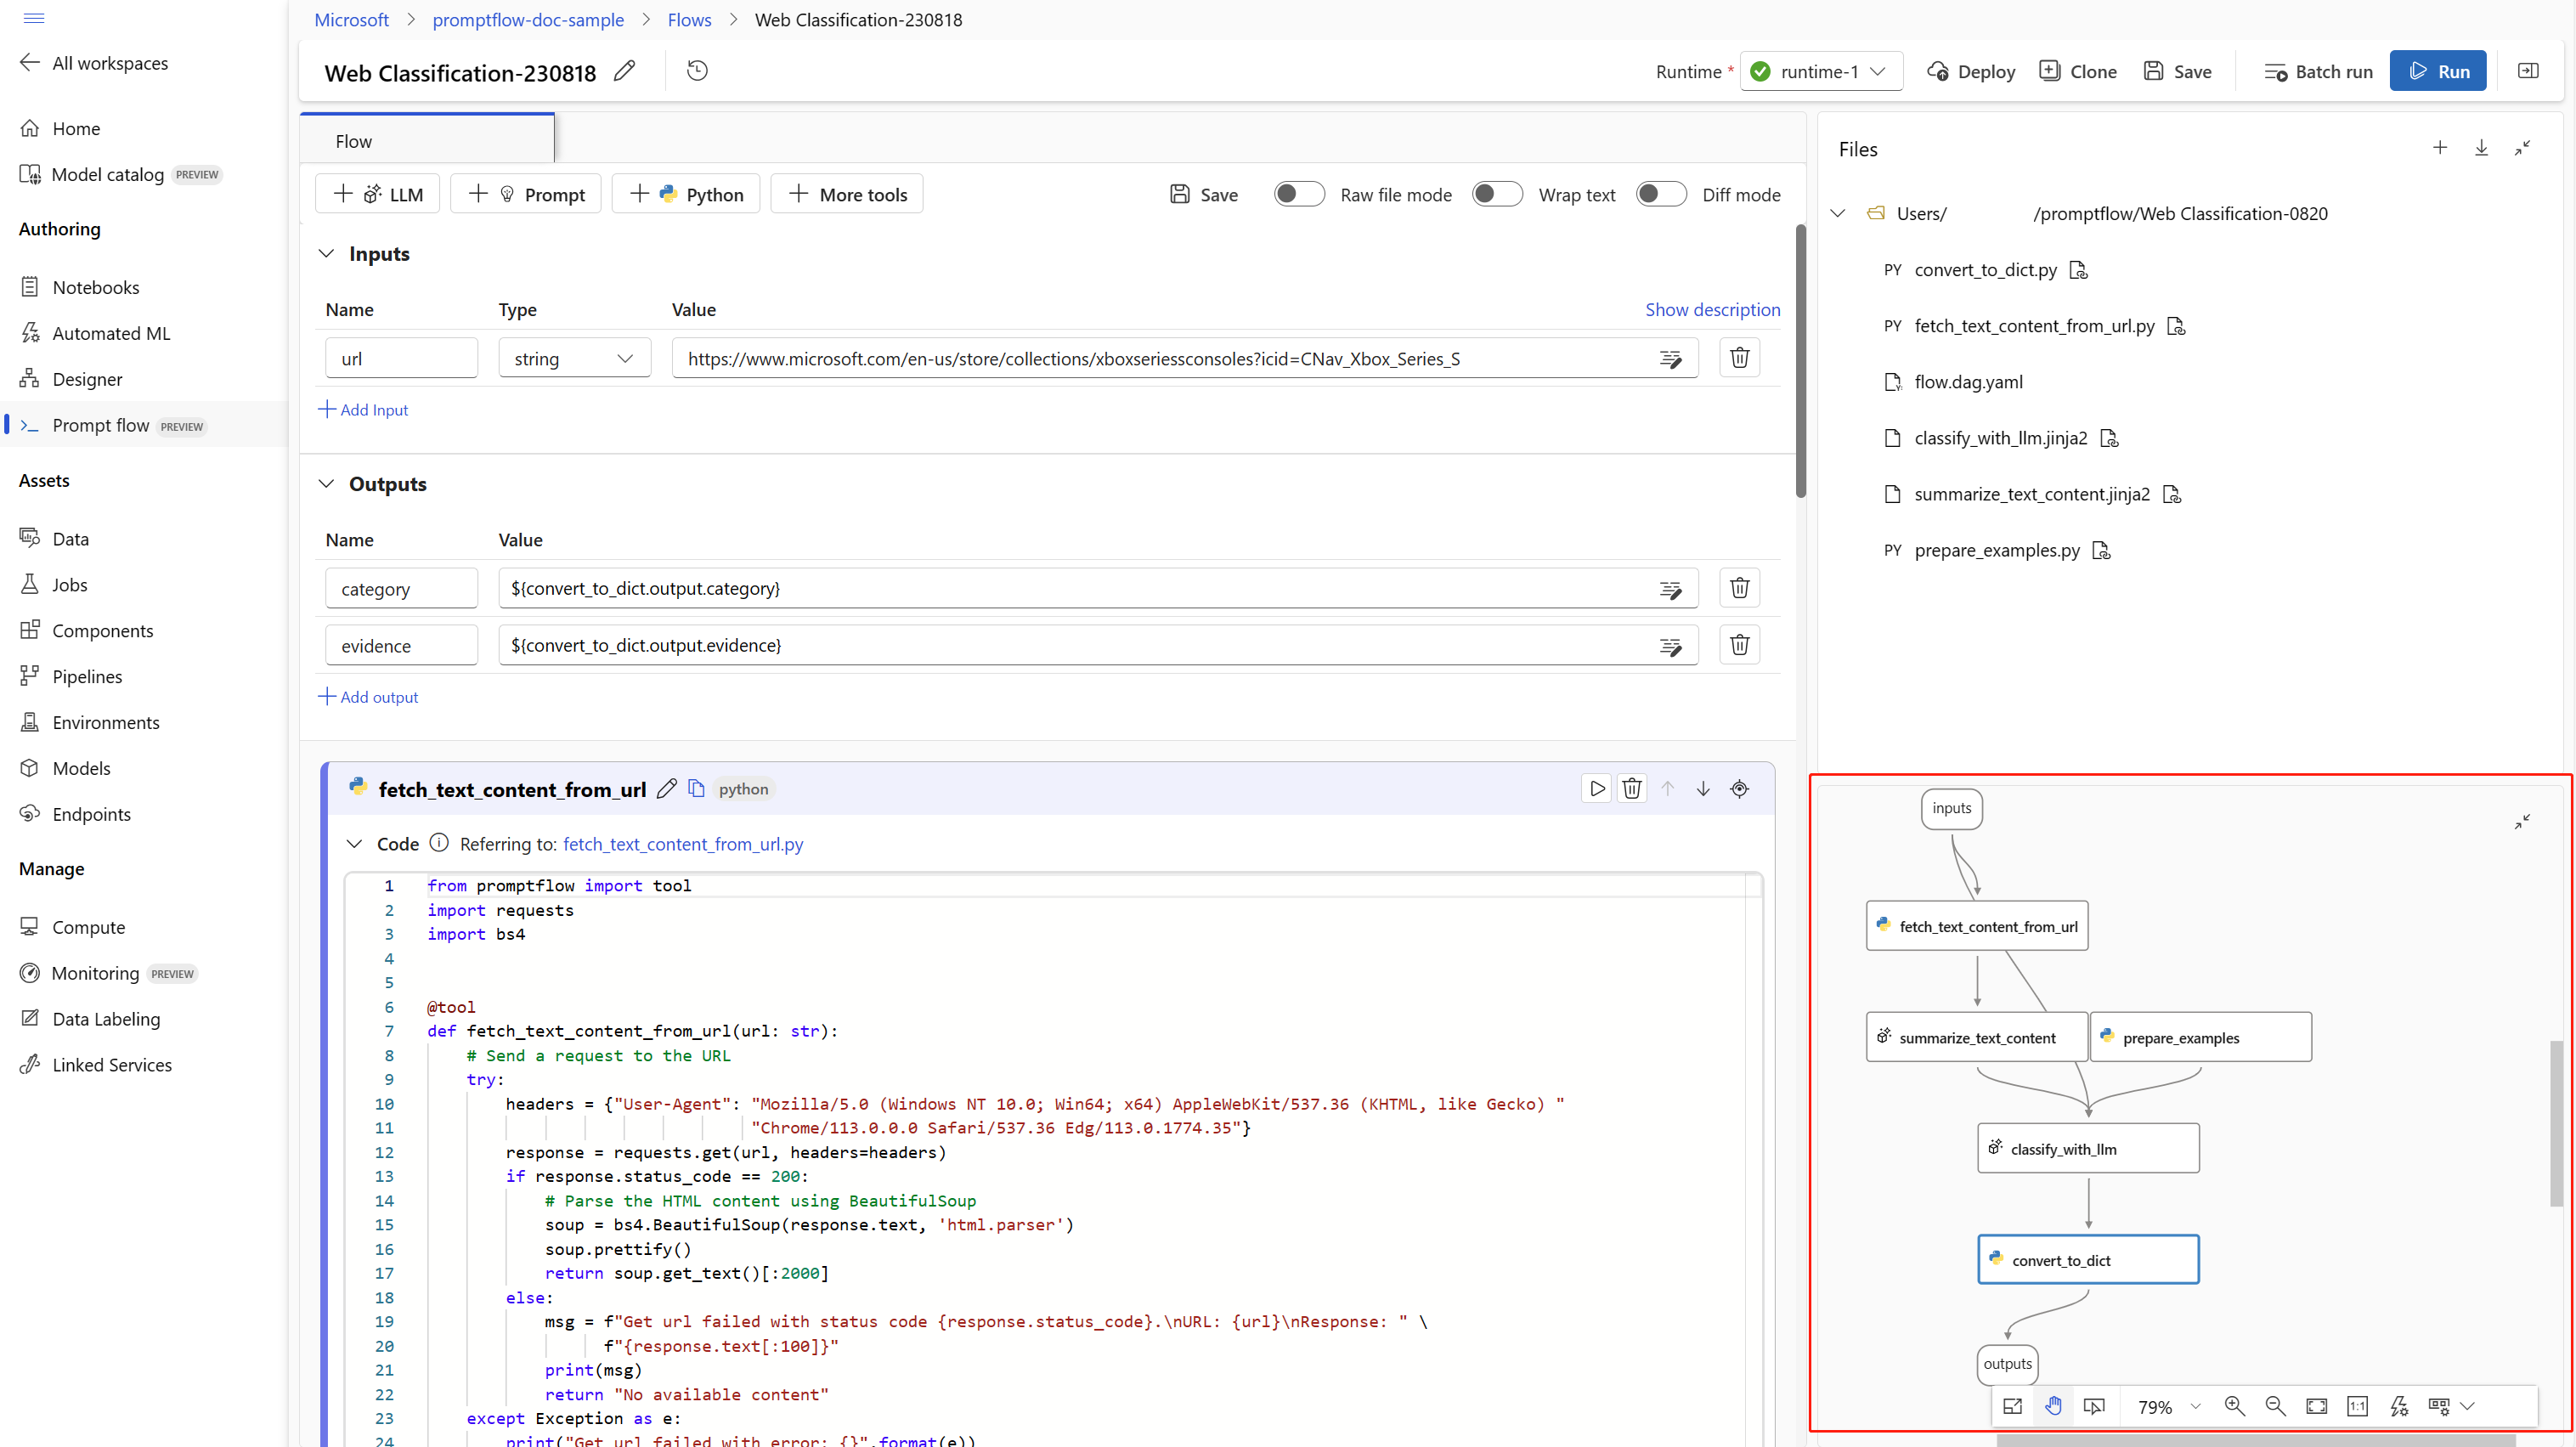 Microsoft > promptflow-doc-sample > Flows > Web Classification-230818
All workspaces
Home
Model catalog PREVIEW
Authoring
Notebooks
Automated ML
Designer
Prompt flow PREVIEW
Assets
Data
Jobs
Components
Pipelines
Environments
Models
Endpoints
Manage
Compute
Monitoring PREVIEW
Data Labeling
Linked Services
Web Classification-230818
Runtime * runtime-1 Deploy Clone Save Batch run Run
Flow
LLM Prompt Python More tools Save Raw file mode Wrap text Diff mode
Inputs
Name Type Value Show description
url string https://www.microsoft.com/en-us/store/collections/xboxseriessconsoles?icid=CNav_Xbox_Series_S
Add Input
Outputs
Name Value
category ${convert_to_dict.output.category}
evidence ${convert_to_dict.output.evidence}
Add output
fetch_text_content_from_url python
Code Referring to: fetch_text_content_from_url.py
1 from promptflow import tool
2 import requests
3 import bs4
4
5
6 @tool
7 def fetch_text_content_from_url(url: str):
8 # Send a request to the URL
9 try:
10 headers = {"User-Agent": "Mozilla/5.0 (Windows NT 10.0; Win64; x64) AppleWebKit/537.36 (KHTML, like Gecko) "
11 "Chrome/113.0.0.0 Safari/537.36 Edg/113.0.1774.35"}
12 response = requests.get(url, headers=headers)
13 if response.status_code == 200:
14 # Parse the HTML content using BeautifulSoup
15 soup = bs4.BeautifulSoup(response.text, 'html.parser')
16 soup.prettify()
17 return soup.get_text()[:2000]
18 else:
19 msg = f"Get url failed with status code {response.status_code}.\nURL: {url}\nResponse: " \
20 f"{response.text[:100]}"
21 print(msg)
22 return "No available content"
23 except Exception as e:
24 print("Get url failed with error: {}".format(e))
Files
Users/ /promptflow/Web Classification-0820
PY convert_to_dict.py
PY fetch_text_content_from_url.py
flow.dag.yaml
classify_with_llm.jinja2
summarize_text_content.jinja2
PY prepare_examples.py
inputs
fetch_text_content_from_url
summarize_text_content
prepare_examples
classify_with_llm
convert_to_dict
outputs
79%
1:1